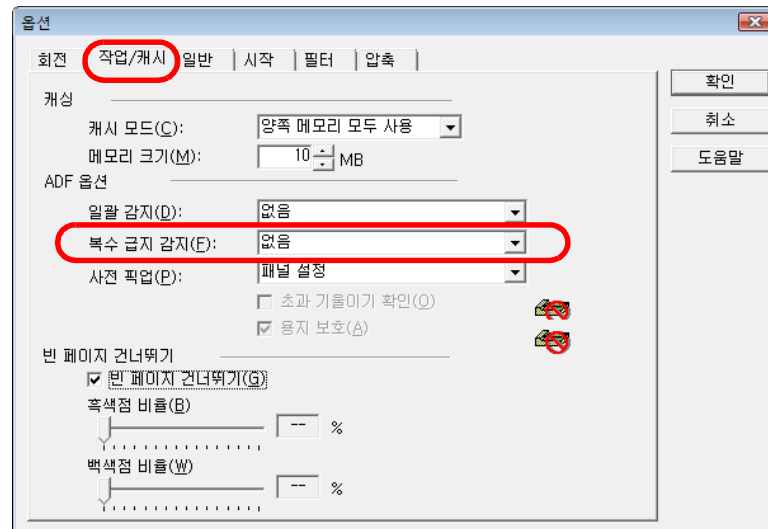 옵션
회전 작업/캐시 일반 시작 필터 압축
확인
취소
도움말
캐싱
캐시 모드(C): 양쪽 메모리 모두 사용
메모리 크기(M): 10 MB
ADF 옵션
일괄 감지(D): 없음
복수 급지 감지(F): 없음
사전 픽업(P): 패널 설정
초과 기울이기 확인(O)
용지 보호(A)
빈 페이지 건너뛰기
빈 페이지 건너뛰기(G)
흑색점 비율(B)
-- %
백색점 비율(W)
-- %